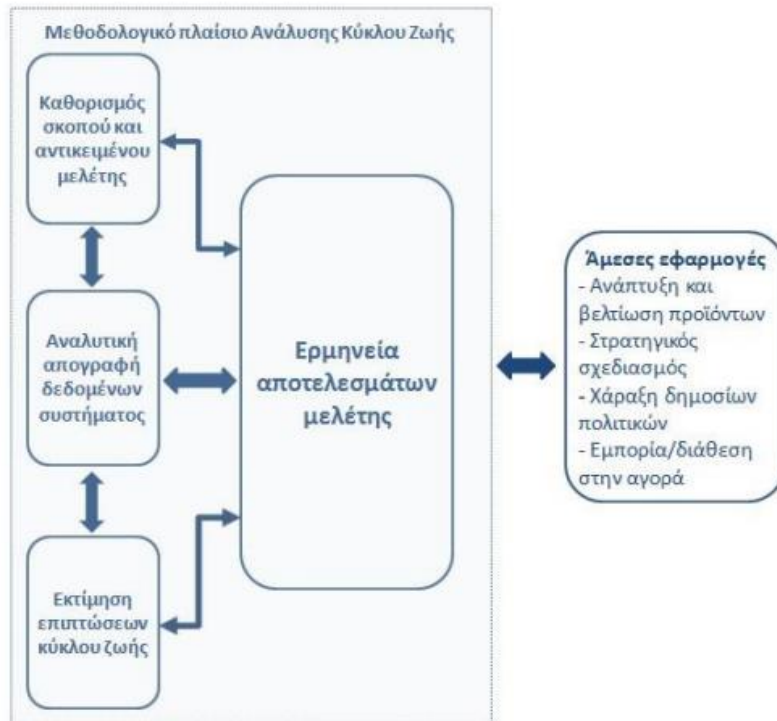 Μεθοδολογικό πλαίσιο Ανάλυσης Κύκλου Ζωής
Καθορισμός
σκοπού και
αντικειμένου
μελέτης
Αναλυτική
απογραφή
δεδομένων
συστήματος
Εκτίμηση
επιπτώσεων
κύκλου ζωής
Ερμηνεία
αποτελεσμάτων
μελέτης
Άμεσες εφαρμογές
- Ανάπτυξη και
βελτίωση προϊόντων
- Στρατηγικός
σχεδιασμός
- Χάραξη δημοσίων
πολιτικών
- Εμπορία/διάθεση
στην αγορά